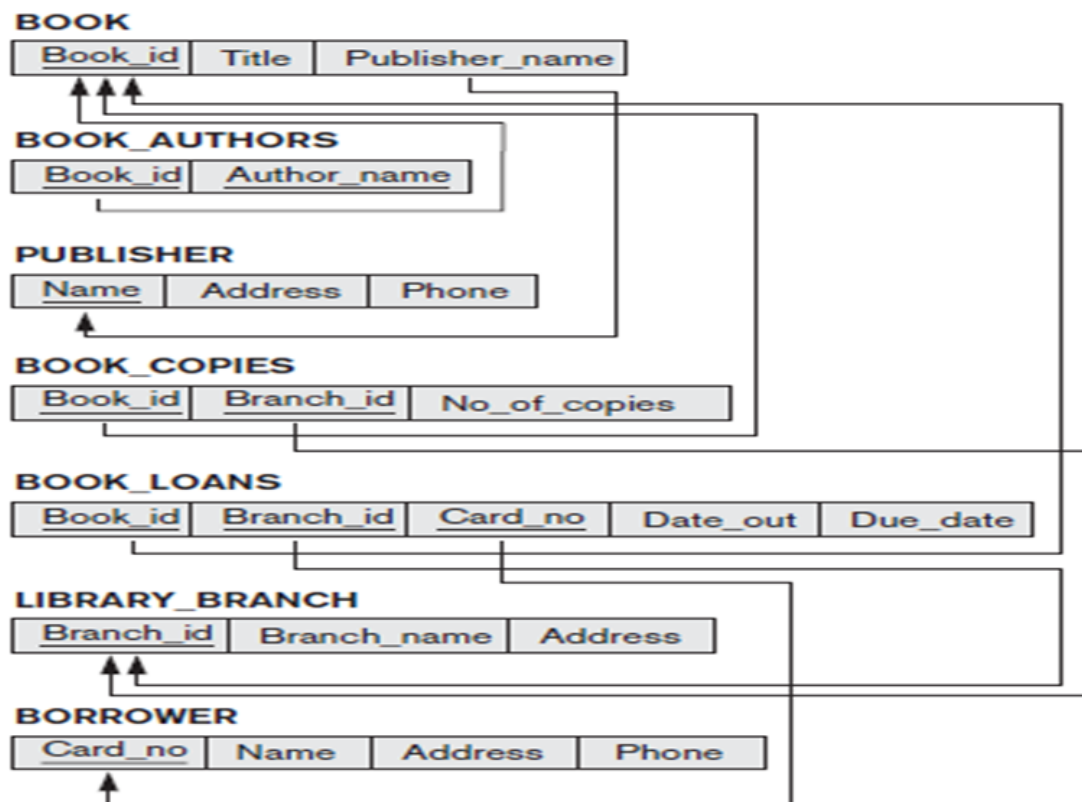 BOOK
Book_id Title Publisher_name
BOOK_AUTHORS
Book_id Author_name
PUBLISHER
Name Address Phone
BOOK_COPIES
Book_id Branch_id No_of_copies
BOOK_LOANS
Book_id Branch_id Card_no Date_out Due_date
LIBRARY_BRANCH
Branch_id Branch_name Address
BORROWER
Card_no Name Address Phone